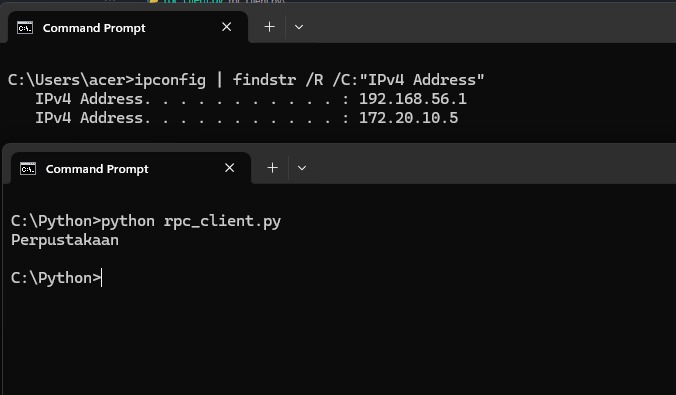 Command Prompt
C:\Users\acer>ipconfig | findstr /R /C:"IPv4 Address"
IPv4 Address. . . . . . . . . . . : 192.168.56.1
IPv4 Address. . . . . . . . . . . : 172.20.10.5
Command Prompt
C:\Python>python rpc_client.py
Perpustakaan
C:\Python>